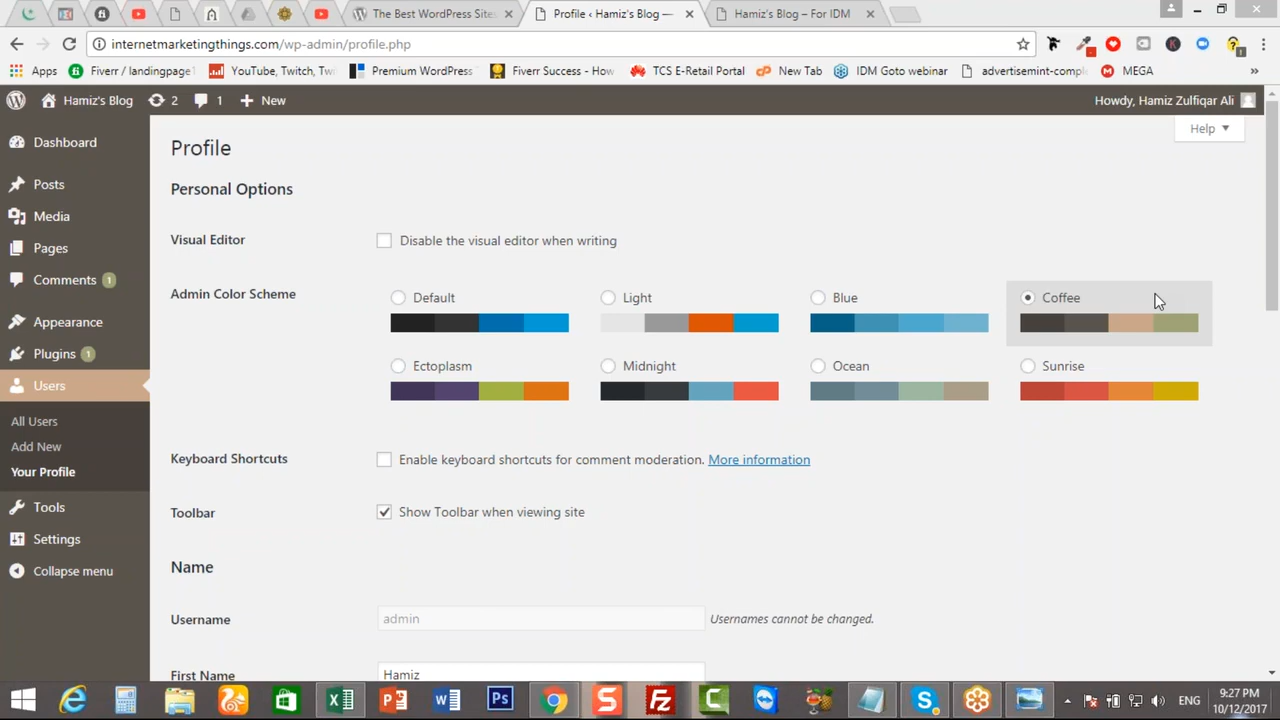 The Best WordPress Site
Profile ‹ Hamiz's Blog —
Hamiz's Blog – For IDM
internetmarketingthings.com/wp-admin/profile.php
Apps
Fiverr / landingpage
YouTube, Twitch, Twi
Premium WordPress
Fiverr Success - How
TCS E-Retail Portal
New Tab
IDM Goto webinar
advertisemint-compl
MEGA
Hamiz's Blog
2
1
New
Howdy, Hamiz Zulfiqar Ali
Help
Dashboard
Posts
Media
Pages
Comments 1
Appearance
Plugins 1
Users
All Users
Add New
Your Profile
Tools
Settings
Collapse menu
Profile
Personal Options
Visual Editor
Disable the visual editor when writing
Admin Color Scheme
Default
Light
Blue
Coffee
Ectoplasm
Midnight
Ocean
Sunrise
Keyboard Shortcuts
Enable keyboard shortcuts for comment moderation. More information
Toolbar
Show Toolbar when viewing site
Name
Username
admin
Usernames cannot be changed.
First Name
Hamiz
ENG
9:27 PM
10/12/2017